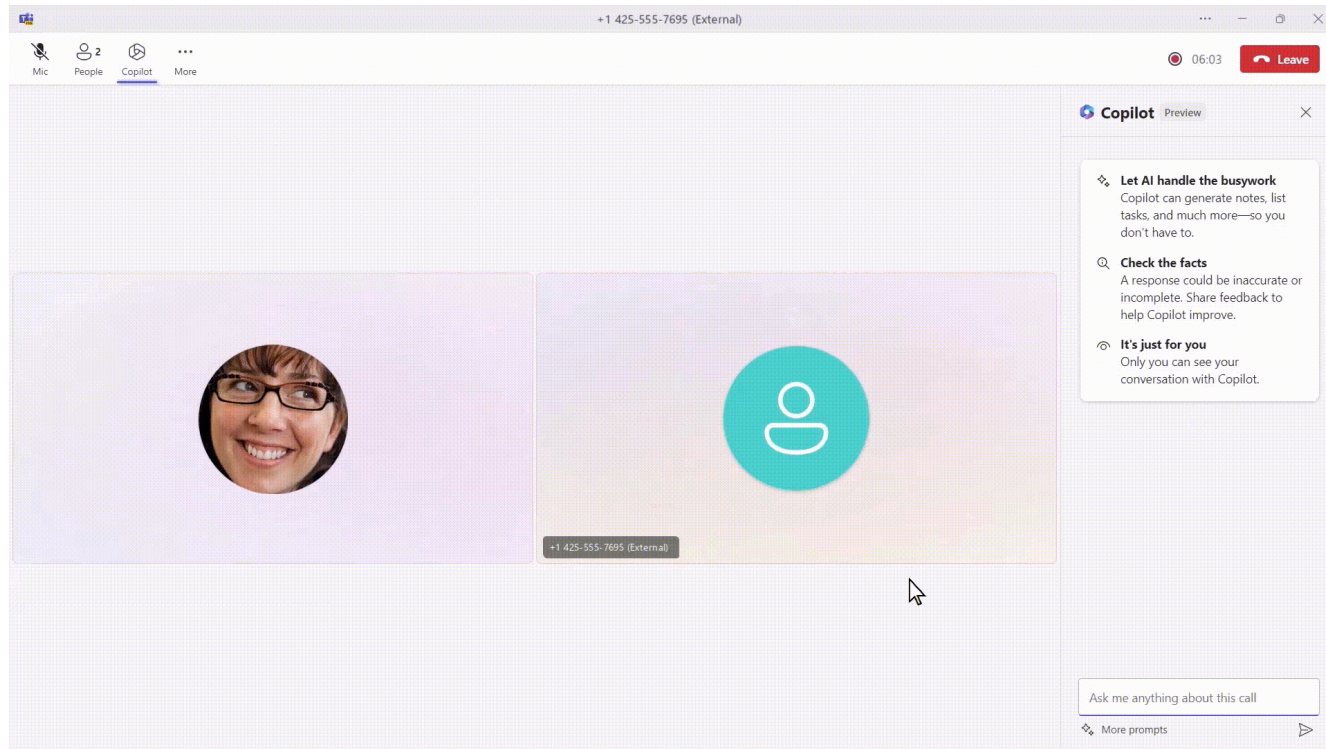 +1 425-555-7695 (External)
Mic
People
2
Copilot
More
06:03
Leave
Copilot Preview
Let AI handle the busywork
Copilot can generate notes, list
tasks, and much more—so you
don't have to.
Check the facts
A response could be inaccurate or
incomplete. Share feedback to
help Copilot improve.
It's just for you
Only you can see your
conversation with Copilot.
+1 425-555-7695 (External)
Ask me anything about this call
More prompts